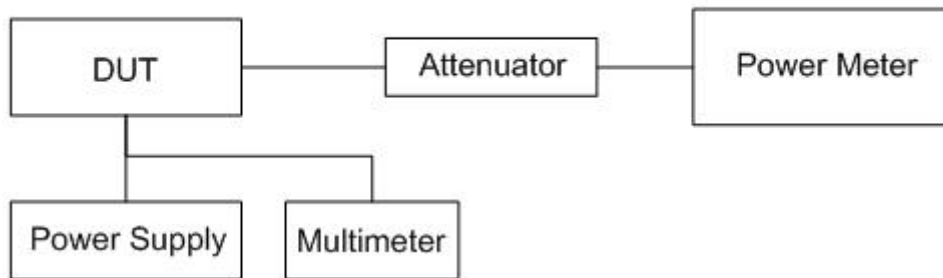 DUT
Attenuator
Power Meter
Power Supply
Multimeter